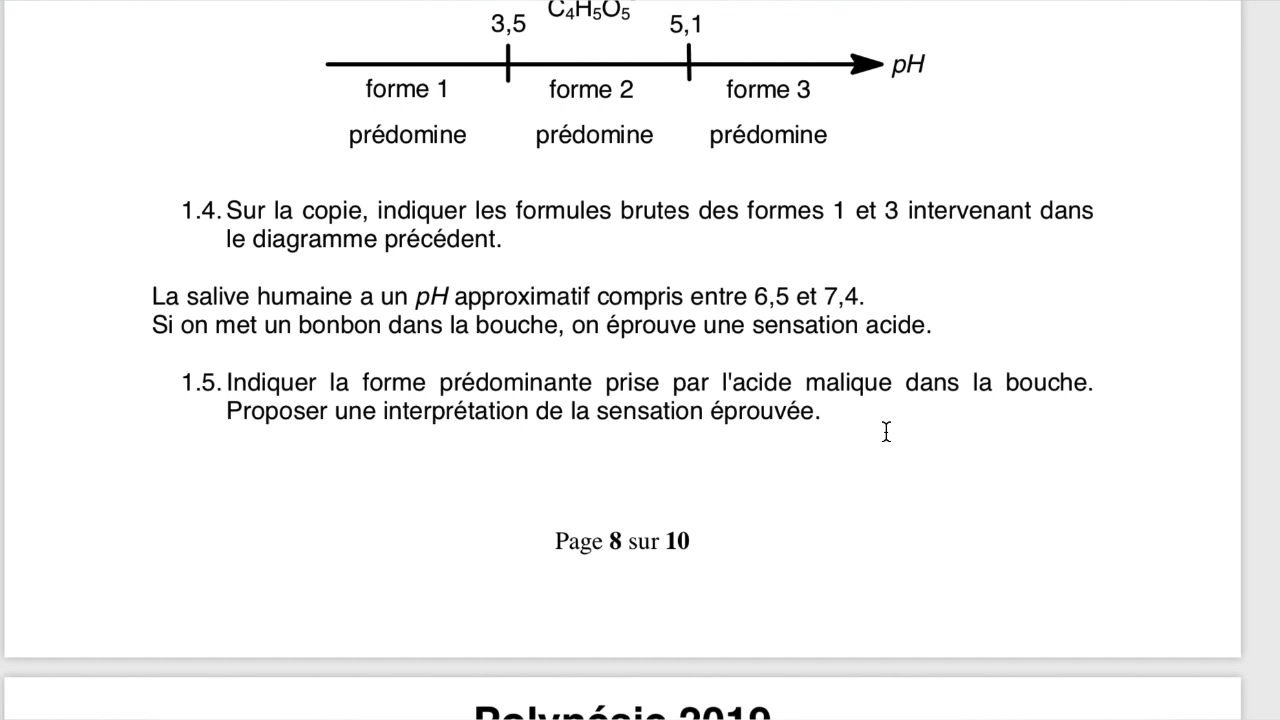 C₄H₅O₅
3,5 5,1
pH
forme 1 forme 2 forme 3
prédomine prédomine prédomine
1.4. Sur la copie, indiquer les formules brutes des formes 1 et 3 intervenant dans
le diagramme précédent.
La salive humaine a un pH approximatif compris entre 6,5 et 7,4.
Si on met un bonbon dans la bouche, on éprouve une sensation acide.
1.5. Indiquer la forme prédominante prise par l'acide malique dans la bouche.
Proposer une interprétation de la sensation éprouvée.
Page 8 sur 10
Polynésie 2019